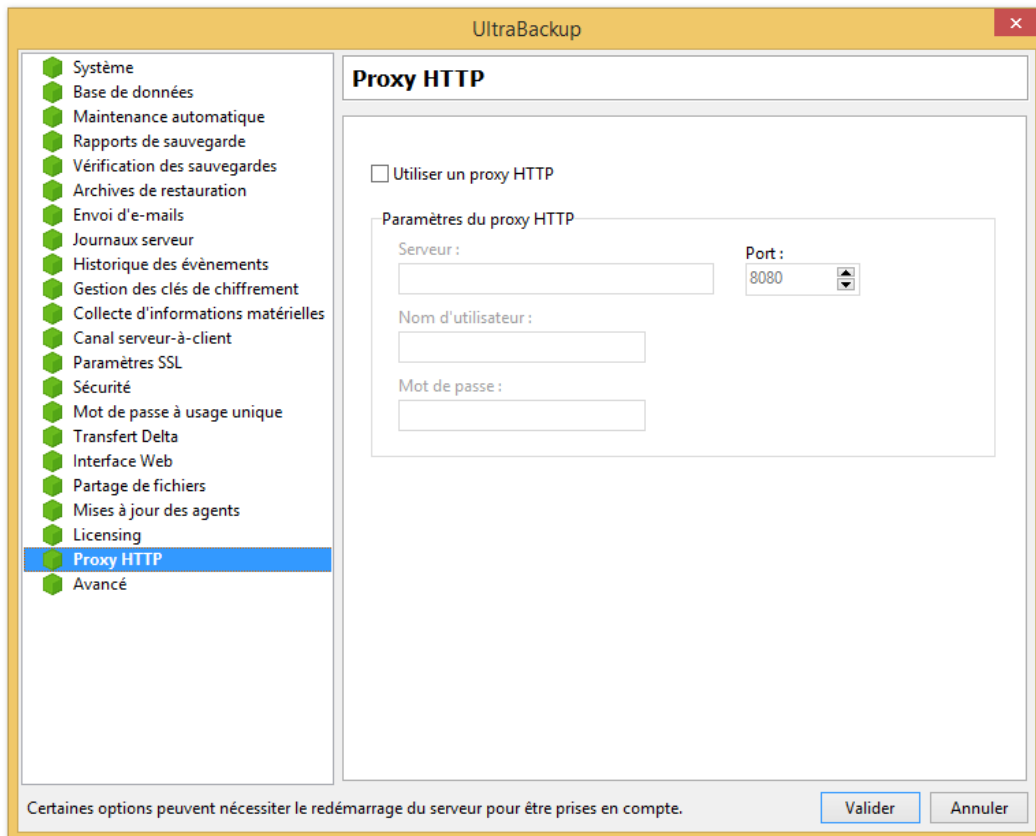 UltraBackup
Système
Base de données
Maintenance automatique
Rapports de sauvegarde
Vérification des sauvegardes
Archives de restauration
Envoi d'e-mails
Journaux serveur
Historique des évènements
Gestion des clés de chiffrement
Collecte d'informations matérielles
Canal serveur-à-client
Paramètres SSL
Sécurité
Mot de passe à usage unique
Transfert Delta
Interface Web
Partage de fichiers
Mises à jour des agents
Licensing
Proxy HTTP
Avancé
Proxy HTTP
Utiliser un proxy HTTP
Paramètres du proxy HTTP
Serveur :
Port :
8080
Nom d'utilisateur :
Mot de passe :
Certaines options peuvent nécessiter le redémarrage du serveur pour être prises en compte.
Valider
Annuler